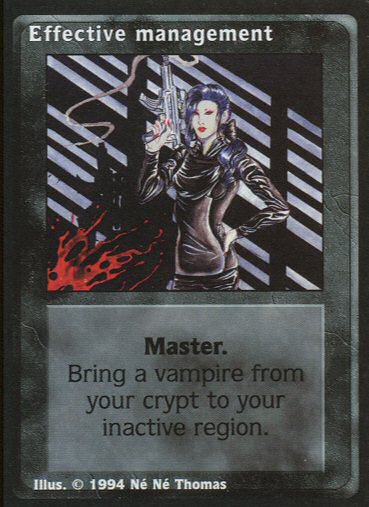 Effective management
Master.
Bring a vampire from
your crypt to your
inactive region.
Illus. © 1994 Né Né Thomas